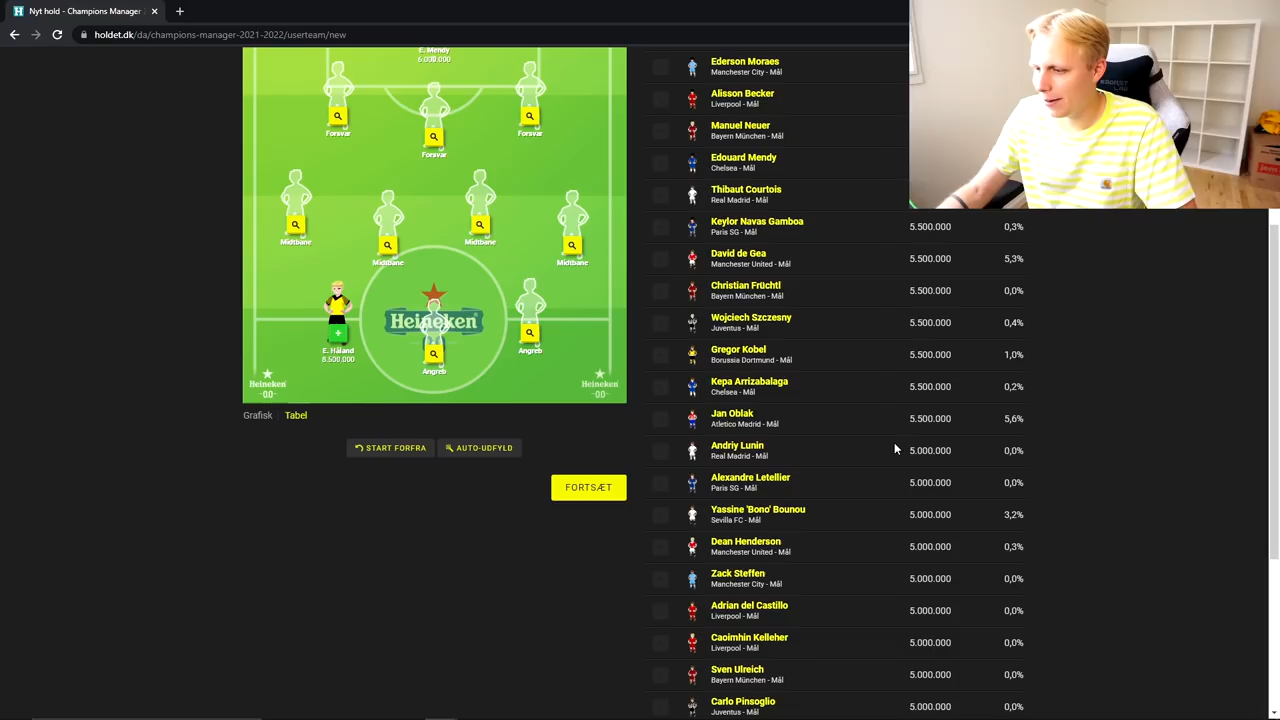 Nyt hold - Champions Manager
holdet.dk/da/champions-manager-2021-2022/userteam/new
E. Mendy
6.000.000
Forsvar
Forsvar
Forsvar
Midtbane
Midtbane
Midtbane
Midtbane
E. Håland
8.500.000
Heineken
Angreb
Angreb
Heineken
0.0
Heineken
0.0
Grafisk
Tabel
START FORFRA
AUTO-UDFYLD
FORTSÆT
Ederson Moraes
Manchester City - Mål
Alisson Becker
Liverpool - Mål
Manuel Neuer
Bayern München - Mål
Edouard Mendy
Chelsea - Mål
Thibaut Courtois
Real Madrid - Mål
Keylor Navas Gamboa 5.500.000 0,3%
Paris SG - Mål
David de Gea 5.500.000 5,3%
Manchester United - Mål
Christian Früchtl 5.500.000 0,0%
Bayern München - Mål
Wojciech Szczesny 5.500.000 0,4%
Juventus - Mål
Gregor Kobel 5.500.000 1,0%
Borussia Dortmund - Mål
Kepa Arrizabalaga 5.500.000 0,2%
Chelsea - Mål
Jan Oblak 5.500.000 5,6%
Atletico Madrid - Mål
Andriy Lunin 5.000.000 0,0%
Real Madrid - Mål
Alexandre Letellier 5.000.000 0,0%
Paris SG - Mål
Yassine 'Bono' Bounou 5.000.000 3,2%
Sevilla FC - Mål
Dean Henderson 5.000.000 0,3%
Manchester United - Mål
Zack Steffen 5.000.000 0,0%
Manchester City - Mål
Adrian del Castillo 5.000.000 0,0%
Liverpool - Mål
Caoimhin Kelleher 5.000.000 0,0%
Liverpool - Mål
Sven Ulreich 5.000.000 0,0%
Bayern München - Mål
Carlo Pinsoglio 5.000.000 0,0%
Juventus - Mål